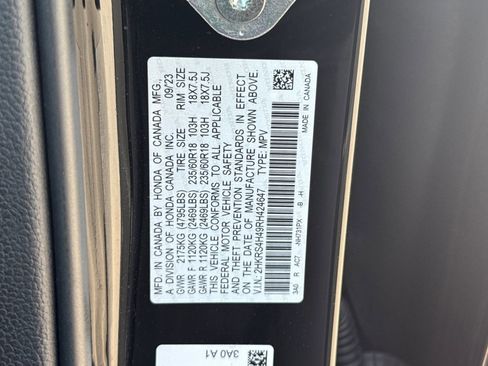 MFD. IN CANADA BY HONDA OF CANADA MFG.,
A DIVISION OF HONDA CANADA INC. 09/23
GVWR 2175KG (4795LBS) TIRE SIZE RIM SIZE
GAWR F 1120KG (2469LBS) 235/60R18 103H 18X7.5J
GAWR R 1120KG (2469LBS) 235/60R18 103H 18X7.5J
THIS VEHICLE CONFORMS TO ALL APPLICABLE
FEDERAL MOTOR VEHICLE SAFETY
AND THEFT PREVENTION STANDARDS IN EFFECT
ON THE DATE OF MANUFACTURE SHOWN ABOVE.
V.I.N.: 2HKRS4H49RH424647 TYPE: MPV
3A0 R AC7 -NH731PX -B -H MADE IN CANADA
3A0 A1